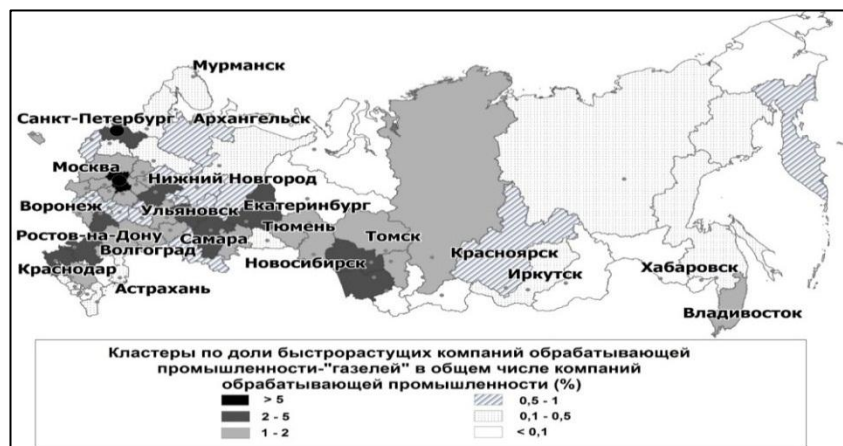 Мурманск
Санкт-Петербург
Архангельск
Москва
Нижний Новгород
Воронеж
Ульяновск
Екатеринбург
Ростов-на-Дону
Самара
Тюмень
Томск
Волгоград
Красноярск
Новосибирск
Краснодар
Иркутск
Хабаровск
Астрахань
Владивосток
Кластеры по доли быстрорастущих компаний обрабатывающей
промышленности-"газелей" в общем числе компаний
обрабатывающей промышленности (%)
> 5
2 - 5
1 - 2
0,5 - 1
0,1 - 0,5
< 0,1